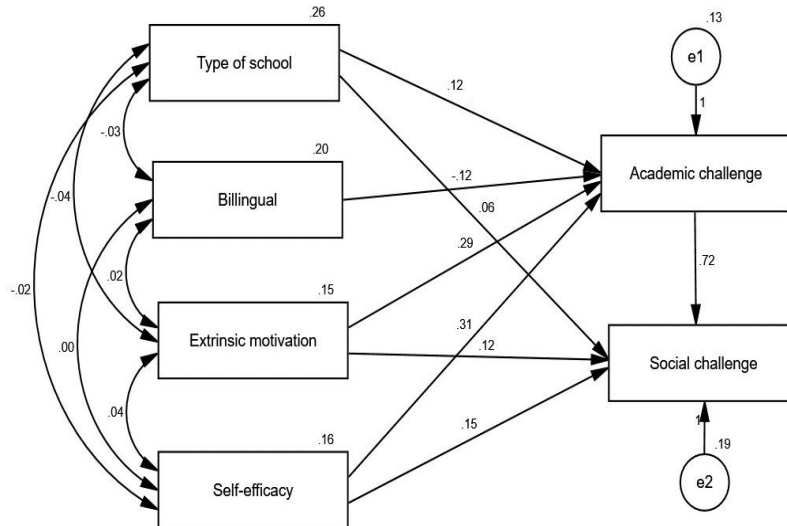 .26
.13
Type of school
e1
.12
1
-.03
.20
Academic challenge
-.12
Billingual
-.04
.06
.29
.72
.02
.15
-.02
.31
Extrinsic motivation
.00
.12
Social challenge
.04
.16
.15
1
.19
Self-efficacy
e2